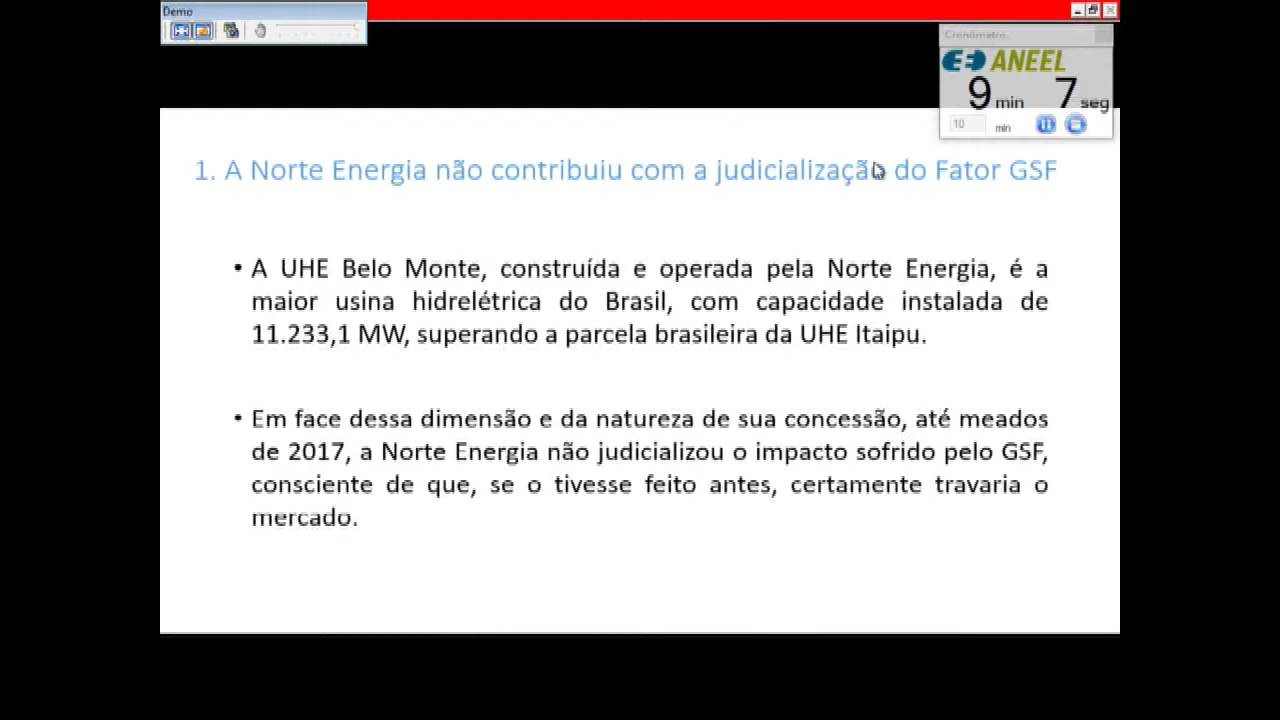 Demo
Cronômetro
ANEEL
9 min 7 seg
10 min
1. A Norte Energia não contribuiu com a judicialização do Fator GSF
• A UHE Belo Monte, construída e operada pela Norte Energia, é a
maior usina hidrelétrica do Brasil, com capacidade instalada de
11.233,1 MW, superando a parcela brasileira da UHE Itaipu.
• Em face dessa dimensão e da natureza de sua concessão, até meados
de 2017, a Norte Energia não judicializou o impacto sofrido pelo GSF,
consciente de que, se o tivesse feito antes, certamente travaria o
mercado.